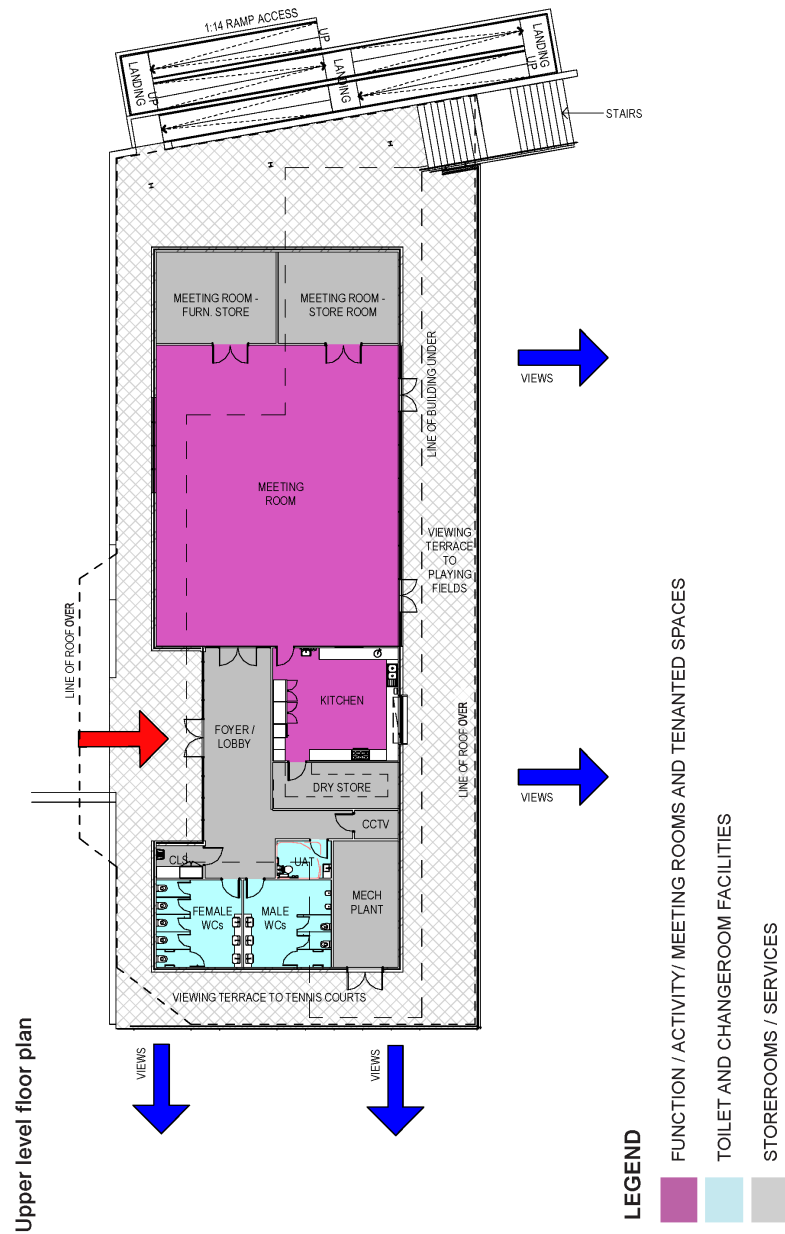 1:14 RAMP ACCESS
UP
LANDING
UP
LANDING
LANDING
UP
STAIRS
MEETING ROOM -
FURN. STORE
MEETING ROOM -
STORE ROOM
LINE OF BUILDING UNDER
VIEWS
MEETING
ROOM
VIEWING
TERRACE
TO
PLAYING
FIELDS
LINE OF ROOF OVER
KITCHEN
FOYER /
LOBBY
LINE OF ROOF OVER
DRY STORE
VIEWS
CCTV
CLS
UAT
MECH
PLANT
FEMALE
WCs
MALE
WCs
VIEWING TERRACE TO TENNIS COURTS
VIEWS
VIEWS
Upper level floor plan
LEGEND
FUNCTION / ACTIVITY/ MEETING ROOMS AND TENANTED SPACES
TOILET AND CHANGEROOM FACILITIES
STOREROOMS / SERVICES